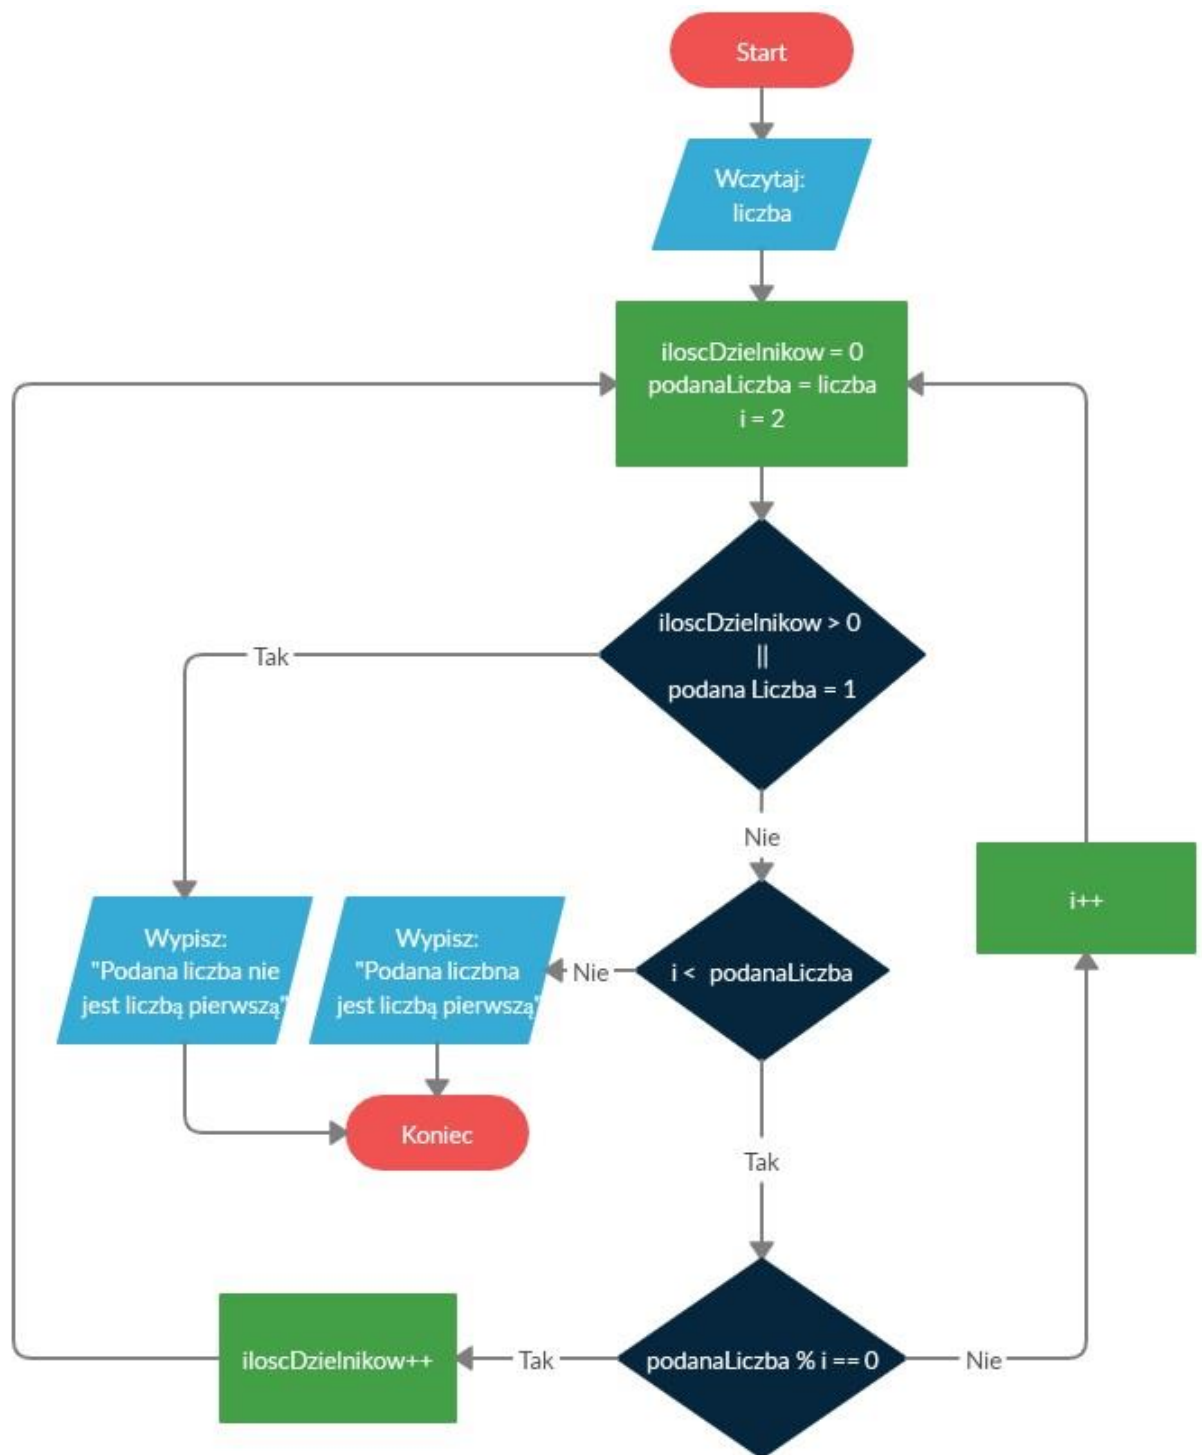 Start
Wczytaj:
liczba
iloscDzielnikow = 0
podanaLiczba = liczba
i = 2
iloscDzielnikow > 0
||
podana Liczba = 1
Tak
Nie
i++
Wypisz:
"Podana liczba nie
jest liczbą pierwszą"
Wypisz:
"Podana liczbna
jest liczbą pierwszą"
Nie
i < podanaLiczba
Koniec
Tak
iloscDzielnikow++
Tak
podanaLiczba % i == 0
Nie